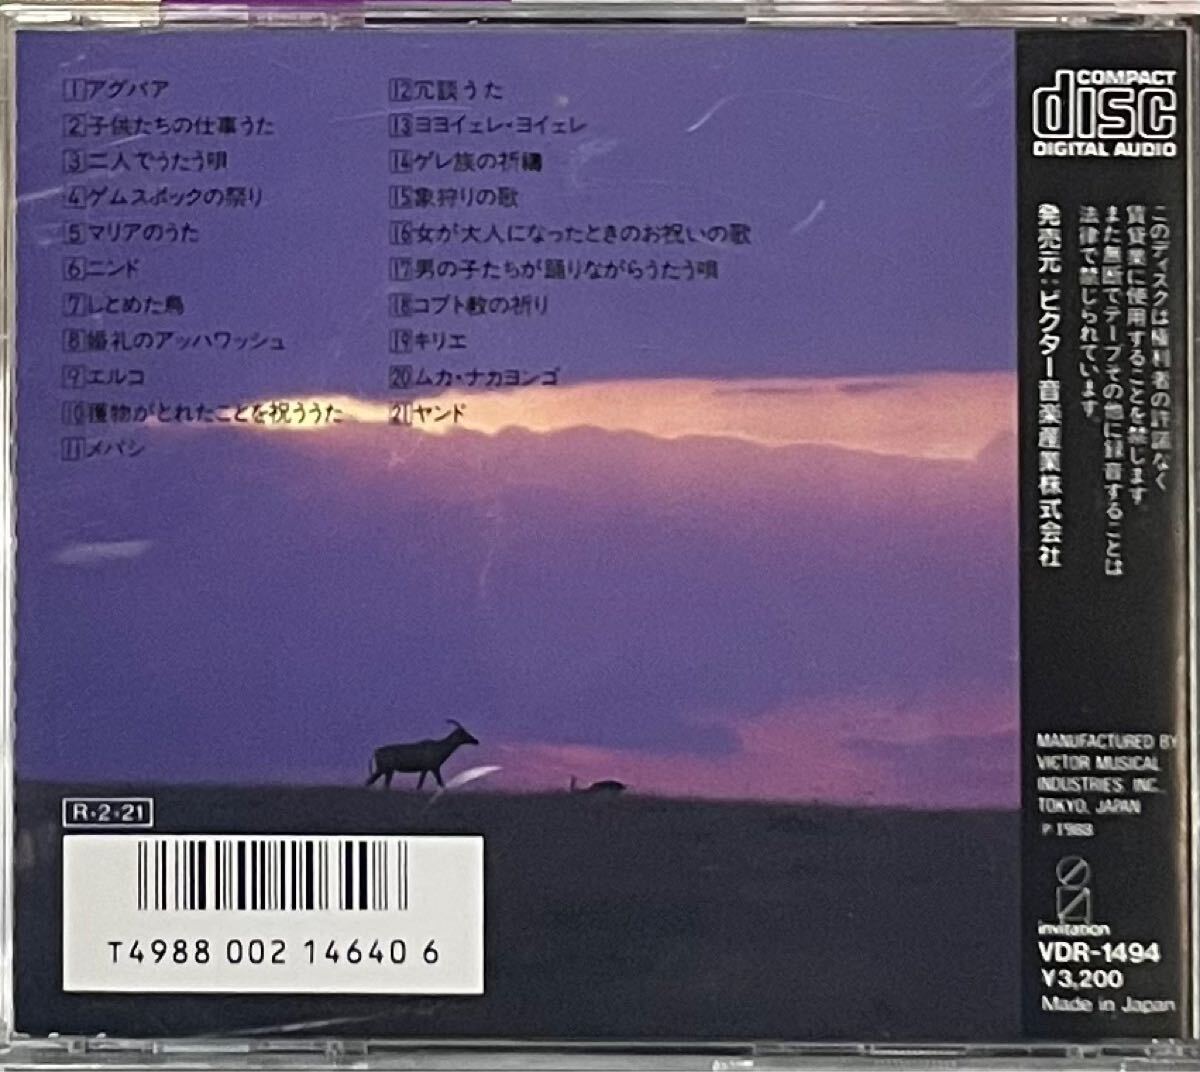 1 アグバア
2 子供たちの仕事うた
3 二人でうたう唄
4 ゲムスボックの祭り
5 マリアのうた
6 ニンド
7 しとめた鳥
8 婚礼のアッハワッシュ
9 エルコ
10 獲物がとれたことを祝ううた
11 メバシ
12 冗談うた
13 ヨヨイェレ・ヨイェレ
14 ゲレ族の祈禱
15 象狩りの歌
16 女が大人になったときのお祝いの歌
17 男の子たちが踊りながらうたう唄
18 コプト教の祈り
19 キリエ
20 ムカ・ナカヨンゴ
21 ヤンド
COMPACT
disc
DIGITAL AUDIO
このディスクは権利者の許諾なく
賃貸業に使用することを禁じます
また無断でテープその他に録音することは
法律で禁じられています。
発売元：ビクター音楽産業株式会社
MANUFACTURED BY
VICTOR MUSICAL
INDUSTRIES, INC.,
TOKYO, JAPAN
P 1988
invitation
VDR-1494
¥3,200
Made in Japan
R・2・21
T4988 002 14640 6